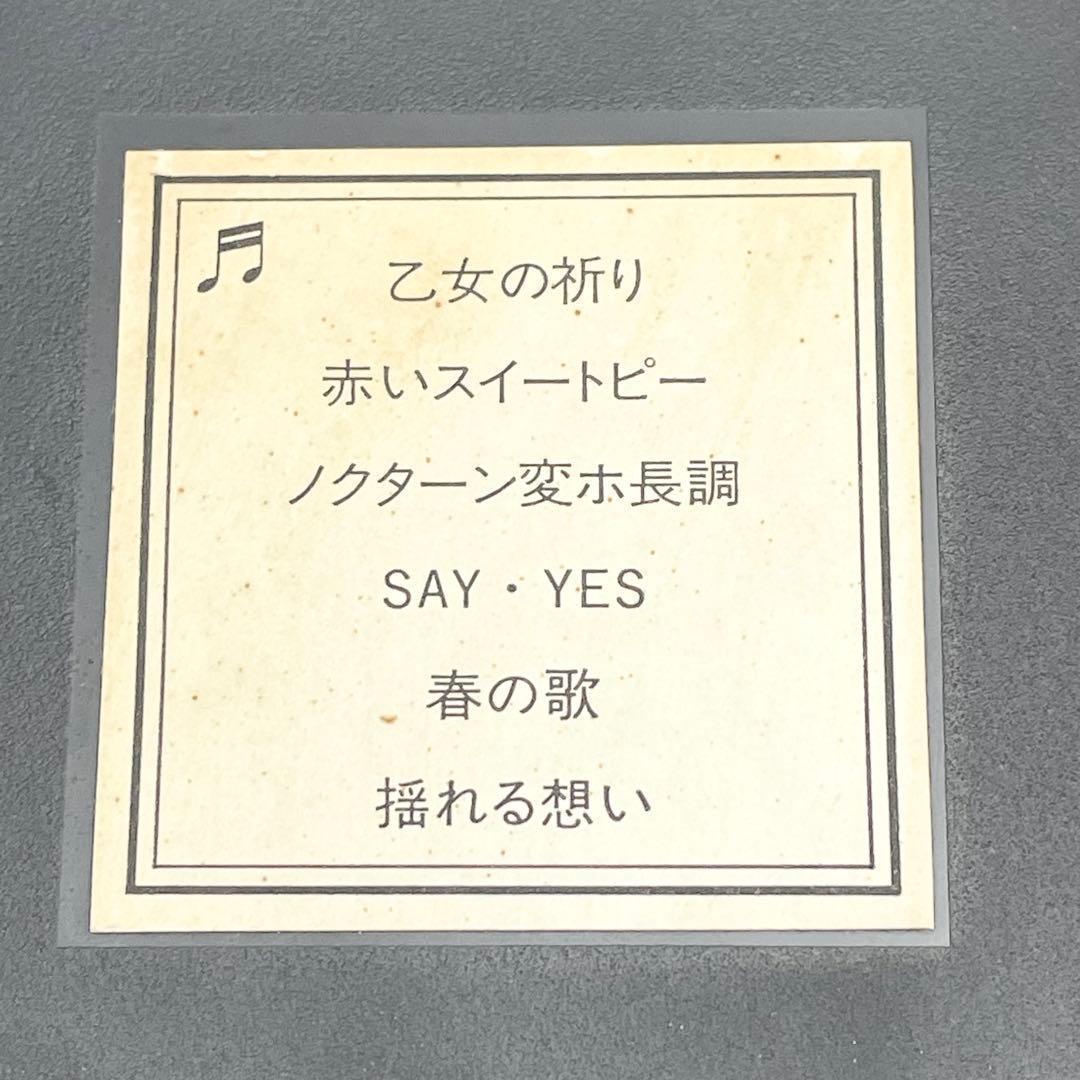 乙女の祈り
赤いスイートピー
ノクターン変ホ長調
SAY・YES
春の歌
揺れる想い